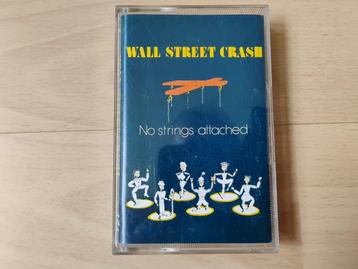 WALL STREET CRASH
No strings attached